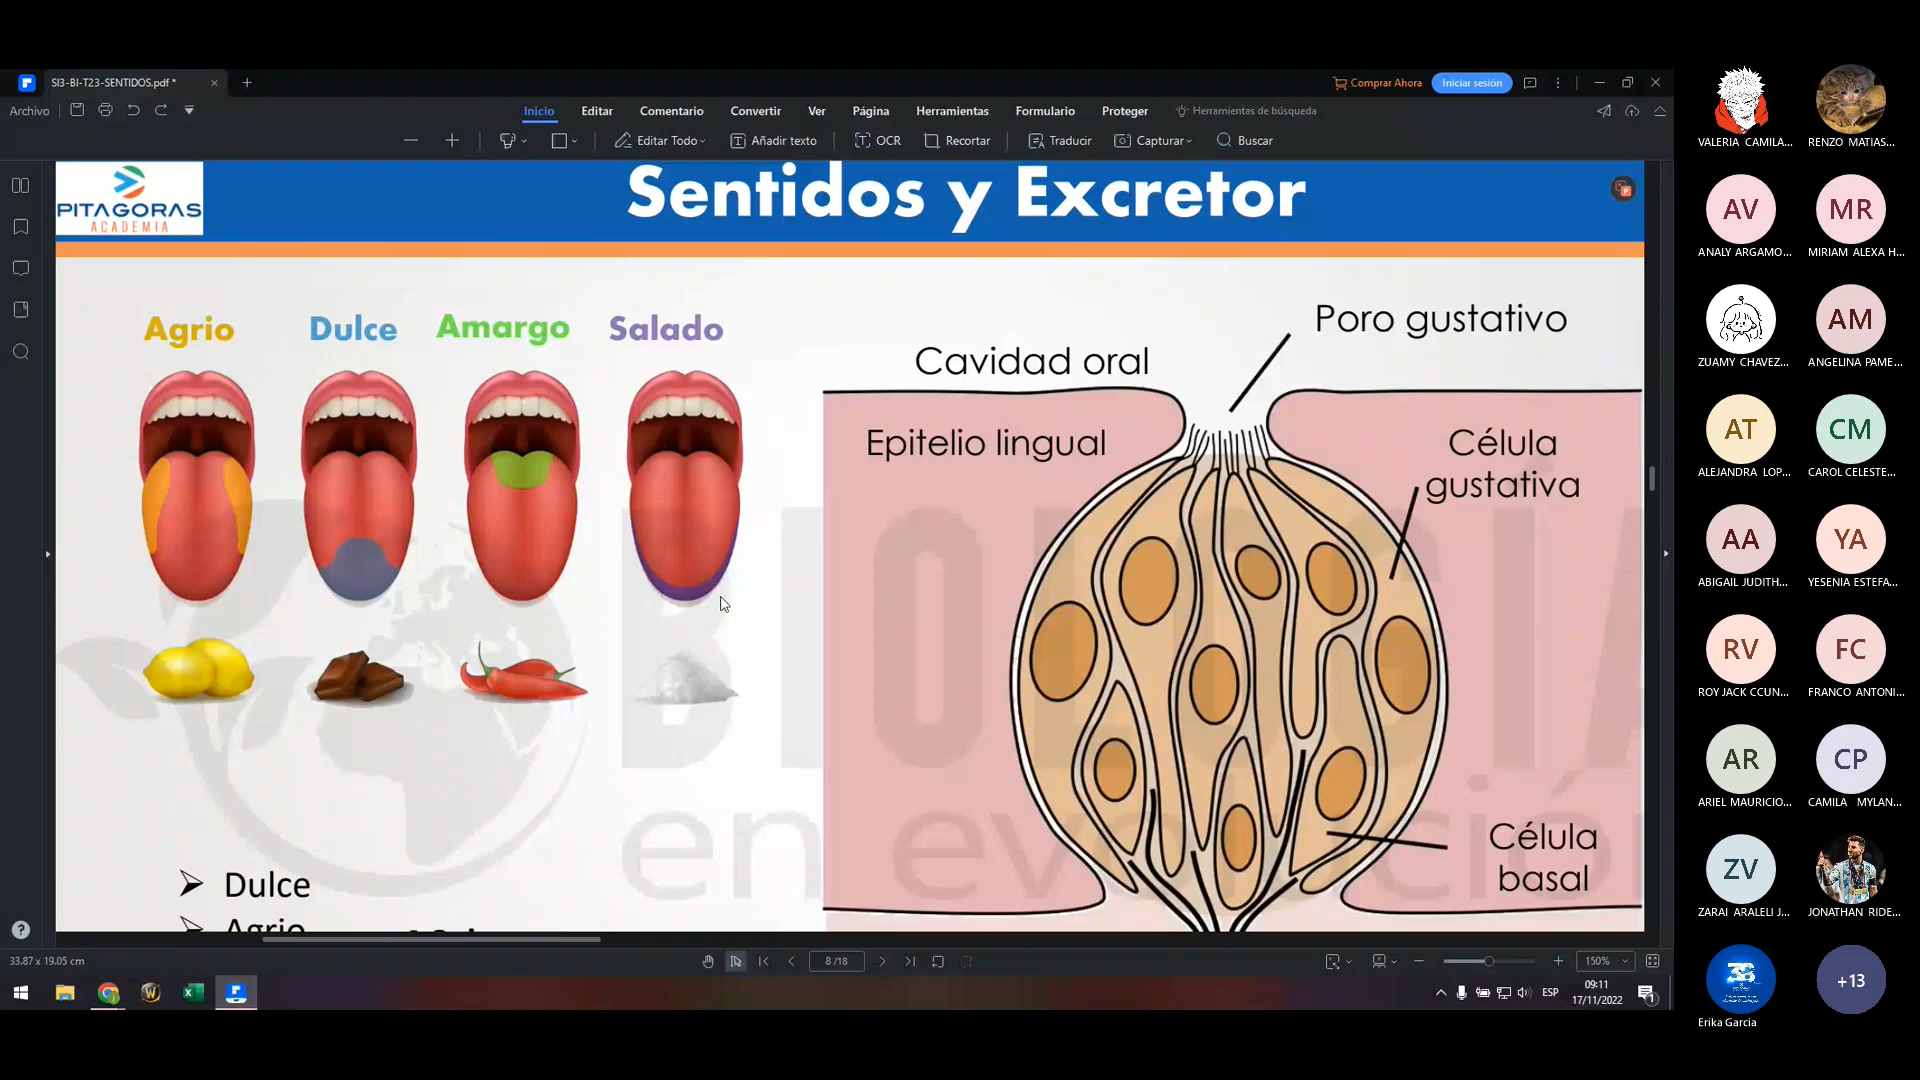 SI3-BI-T23-SENTIDOS.pdf *
Comprar Ahora
Iniciar sesión
Archivo
Inicio
Editar
Comentario
Convertir
Ver
Página
Herramientas
Formulario
Proteger
Herramientas de búsqueda
Editar Todo
Añadir texto
OCR
Recortar
Traducir
Capturar
Buscar
PITAGORAS
ACADEMIA
Sentidos y Excretor
Agrio
Dulce
Amargo
Salado
Poro gustativo
Cavidad oral
Epitelio lingual
Célula
gustativa
Célula
basal
BIOLOGÍA
en evolución
➢ Dulce
➢ Agrio
33.87 x 19.05 cm
8 /18
150%
ESP
09:11
17/11/2022
1
VALERIA CAMILA...
RENZO MATIAS...
AV
MR
ANALY ARGAMO...
MIRIAM ALEXA H...
AM
ZUAMY CHAVEZ...
ANGELINA PAME...
AT
CM
ALEJANDRA LOP...
CAROL CELESTE...
AA
YA
ABIGAIL JUDITH...
YESENIA ESTEFA...
RV
FC
ROY JACK CCUN...
FRANCO ANTONI...
AR
CP
ARIEL MAURICIO...
CAMILA MYLAN...
ZV
ZARAI ARALELI J...
JONATHAN RIDE...
+13
Erika Garcia